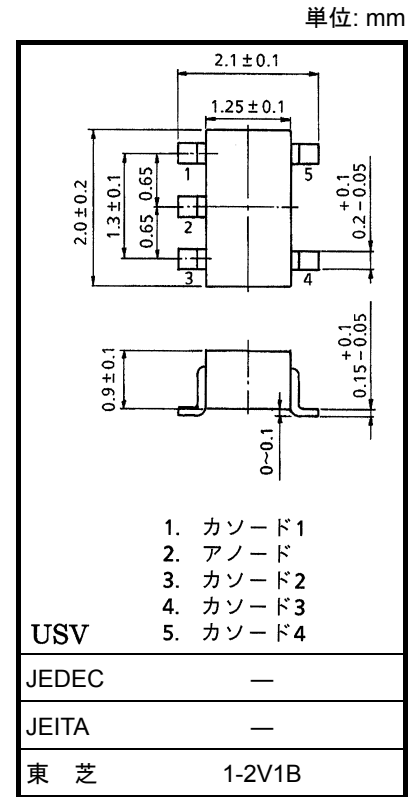 単位: mm
2.1±0.1
1.25±0.1
1
5
2
3
4
2.0±0.2
1.3±0.1
0.65
0.65
+0.1
0.2-0.05
0.9±0.1
0~0.1
+0.1
0.15-0.05
1. カソード1
2. アノード
3. カソード2
4. カソード3
USV 5. カソード4
JEDEC ―
JEITA ―
東 芝 1-2V1B